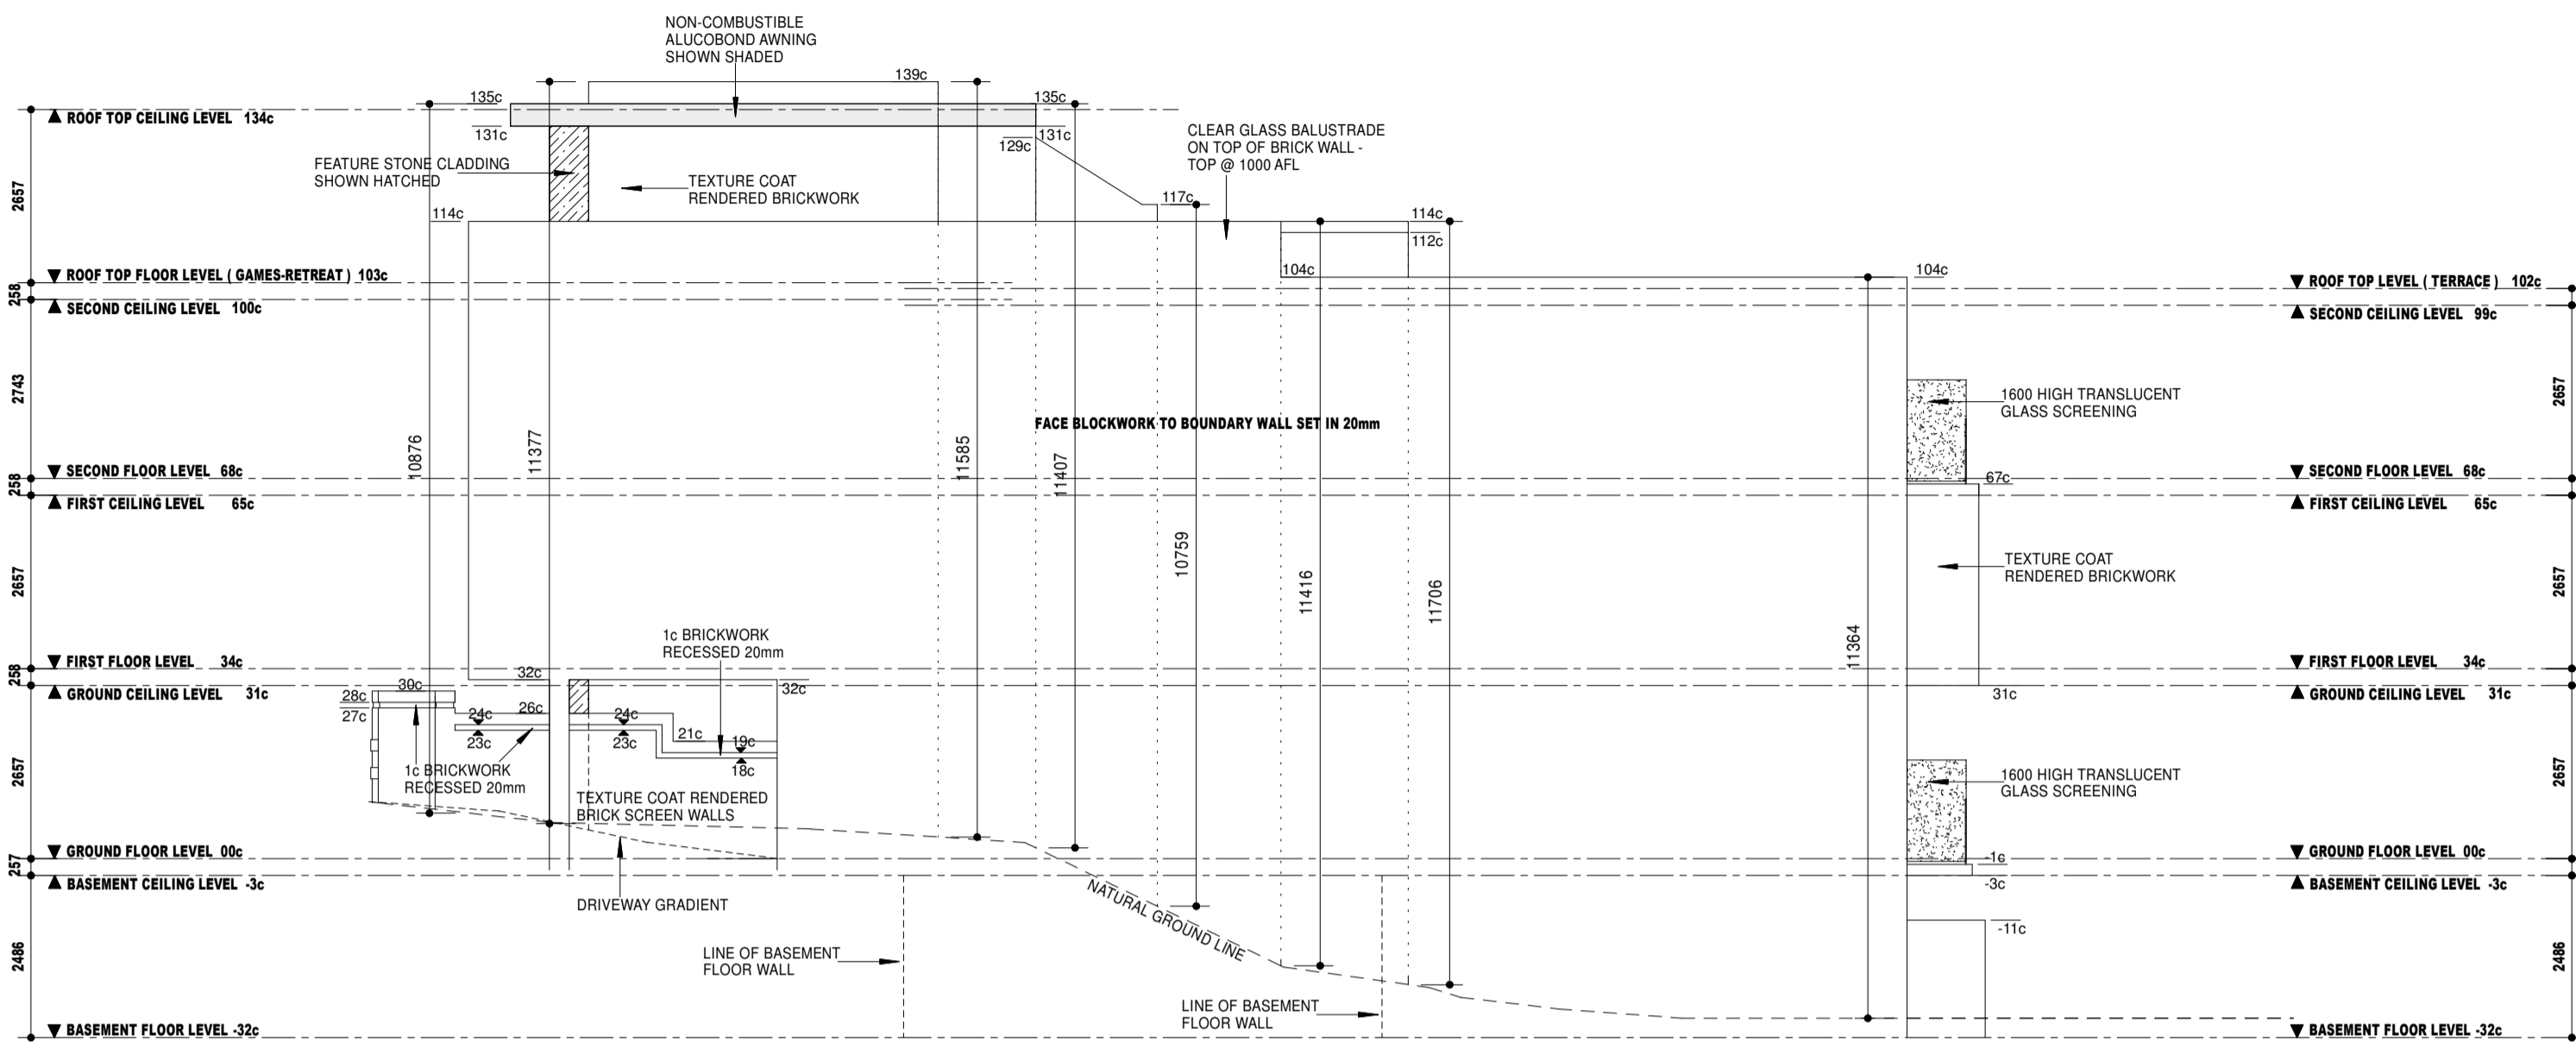 NON-COMBUSTIBLE
ALUCOBOND AWNING
SHOWN SHADED
139c
135c
135c
ROOF TOP CEILING LEVEL 134c
131c
131c
129c
CLEAR GLASS BALUSTRADE
ON TOP OF BRICK WALL -
TOP @ 1000 AFL
FEATURE STONE CLADDING
SHOWN HATCHED
TEXTURE COAT
RENDERED BRICKWORK
2657
117c
114c
114c
112c
104c
104c
ROOF TOP FLOOR LEVEL ( GAMES-RETREAT ) 103c
ROOF TOP LEVEL ( TERRACE ) 102c
258
SECOND CEILING LEVEL 100c
SECOND CEILING LEVEL 99c
2743
2657
1600 HIGH TRANSLUCENT
GLASS SCREENING
FACE BLOCKWORK TO BOUNDARY WALL SET IN 20mm
10876
11377
11585
11407
SECOND FLOOR LEVEL 68c
SECOND FLOOR LEVEL 68c
67c
258
FIRST CEILING LEVEL 65c
FIRST CEILING LEVEL 65c
10759
11416
11706
TEXTURE COAT
RENDERED BRICKWORK
2657
2657
11364
1c BRICKWORK
RECESSED 20mm
FIRST FLOOR LEVEL 34c
FIRST FLOOR LEVEL 34c
258
32c
32c
GROUND CEILING LEVEL 31c
31c
GROUND CEILING LEVEL 31c
30c
28c
27c
26c
24c
24c
23c
23c
21c
19c
18c
1c BRICKWORK
RECESSED 20mm
2657
2657
1600 HIGH TRANSLUCENT
GLASS SCREENING
TEXTURE COAT RENDERED
BRICK SCREEN WALLS
GROUND FLOOR LEVEL 00c
-1c
GROUND FLOOR LEVEL 00c
257
BASEMENT CEILING LEVEL -3c
-3c
BASEMENT CEILING LEVEL -3c
DRIVEWAY GRADIENT
NATURAL GROUND LINE
-11c
LINE OF BASEMENT
FLOOR WALL
2486
2486
LINE OF BASEMENT
FLOOR WALL
BASEMENT FLOOR LEVEL -32c
BASEMENT FLOOR LEVEL -32c